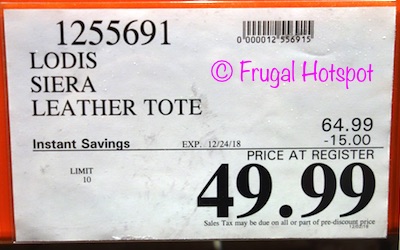 1255691
0 000012 556915
LODIS
SIERA
LEATHER TOTE
© Frugal Hotspot
64.99
-15.00
Instant Savings EXP. 12/24/18
PRICE AT REGISTER
LIMIT
10
49.99
Sales Tax may be due on all or part of pre-discount price